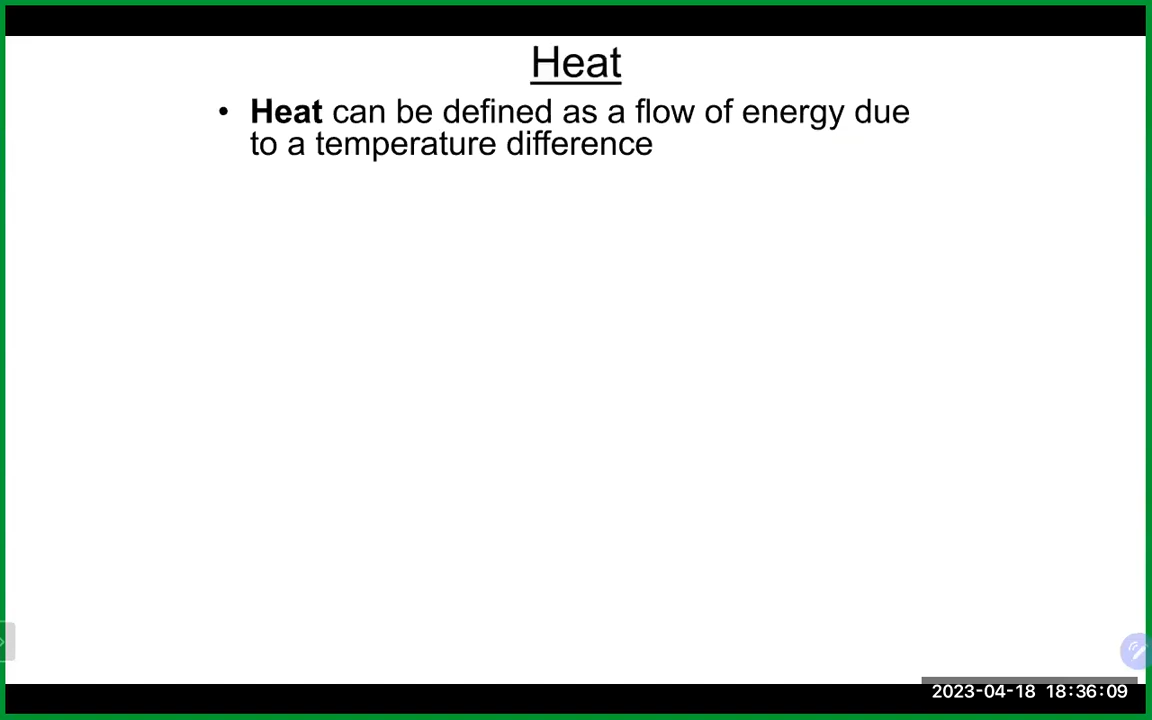 Heat
• Heat can be defined as a flow of energy due
to a temperature difference
2023-04-18 18:36:09